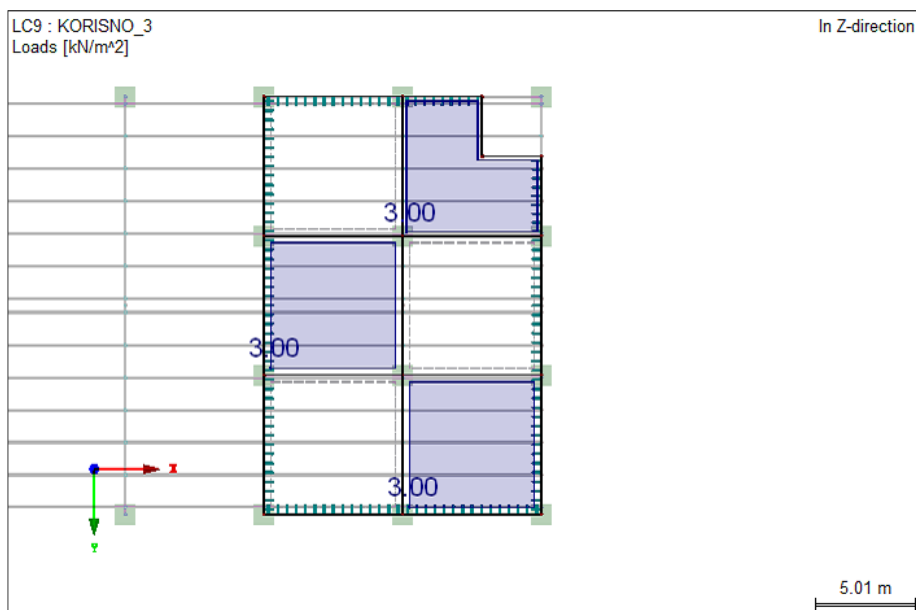 LC9 : KORISNO_3
Loads [kN/m^2]
In Z-direction
3.00
3.00
X
Y
3.00
5.01 m